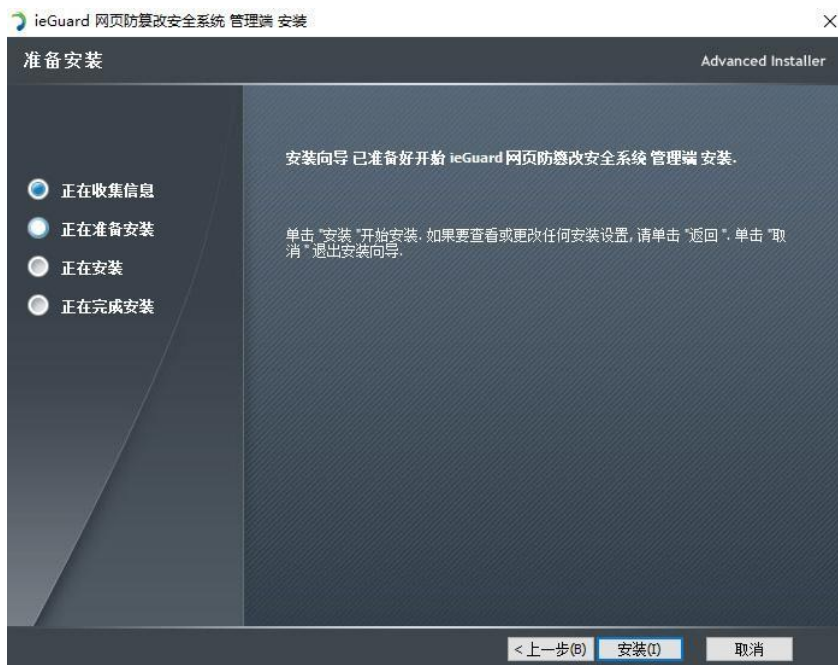 ieGuard 网页防篡改安全系统 管理端 安装
准备安装
Advanced Installer
安装向导 已准备好开始 ieGuard 网页防篡改安全系统 管理端 安装.
正在收集信息
正在准备安装
正在安装
正在完成安装
单击 "安装 "开始安装. 如果要查看或更改任何安装设置, 请单击 "返回 ". 单击 "取
消 " 退出安装向导.
< 上一步(B)
安装(I)
取消